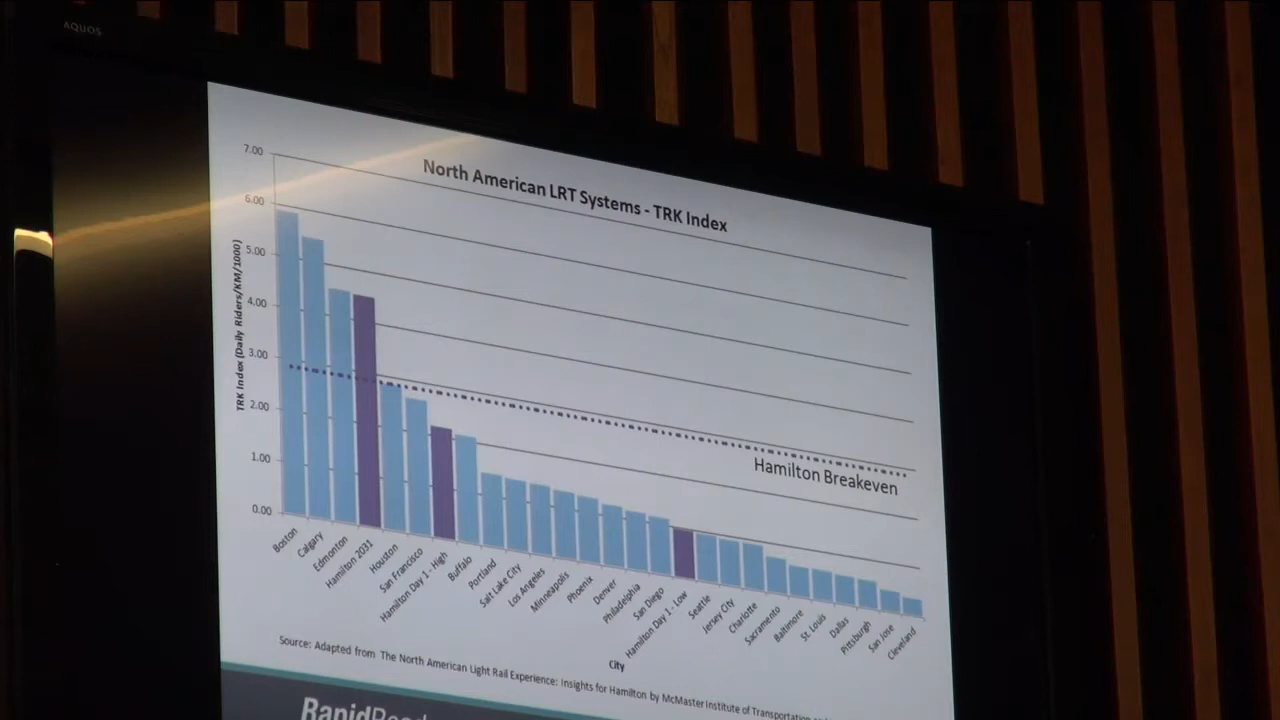 AQUOS
North American LRT Systems - TRK Index
7.00
6.00
5.00
4.00
3.00
2.00
1.00
0.00
TRK Index (Daily Riders/KM/1000)
Hamilton Breakeven
Boston
Calgary
Edmonton
Hamilton 2031
Houston
San Francisco
Hamilton Day 1 - High
Buffalo
Portland
Salt Lake City
Los Angeles
Minneapolis
Phoenix
Denver
Philadelphia
San Diego
Hamilton Day 1 - Low
Seattle
Jersey City
Charlotte
Sacramento
Baltimore
St. Louis
Dallas
Pittsburgh
San Jose
Cleveland
City
Source: Adapted from The North American Light Rail Experience: Insights for Hamilton by McMaster Institute of Transportation